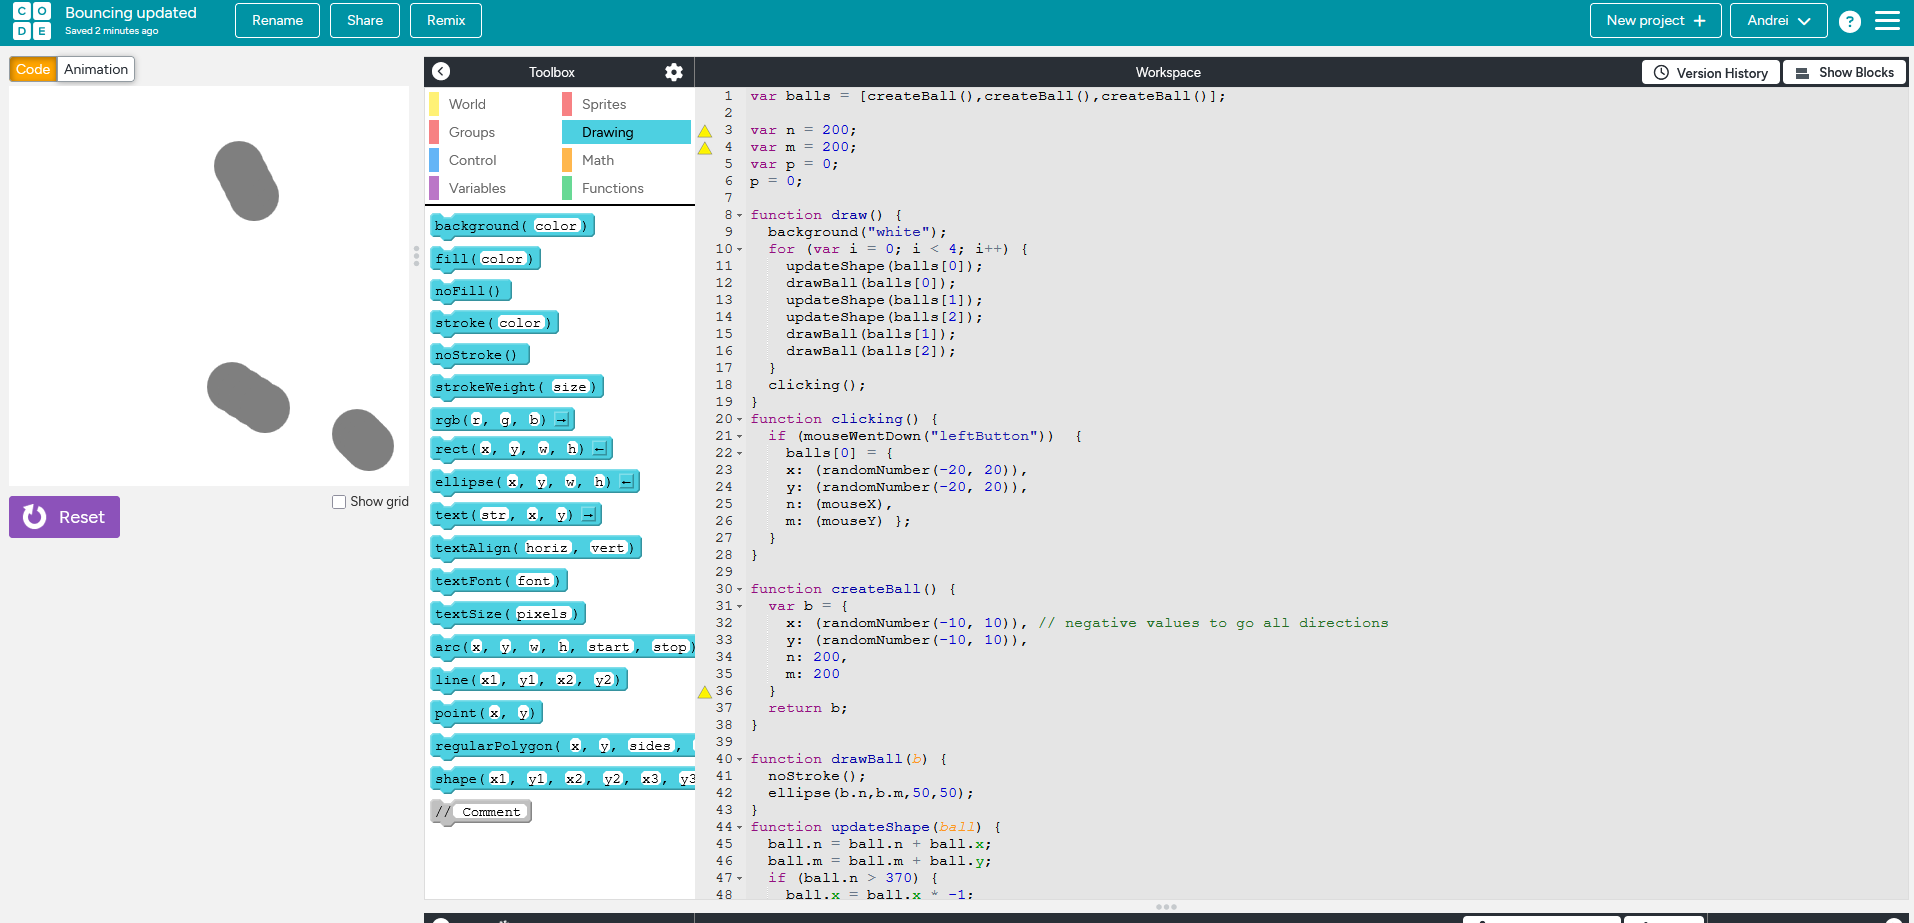 CO
DE
Bouncing updated
Saved 2 minutes ago
Rename
Share
Remix
New project +
Andrei
?
Code
Animation
Reset
Show grid
Toolbox
World
Sprites
Groups
Drawing
Control
Math
Variables
Functions
background( color )
fill( color )
noFill()
stroke( color )
noStroke()
strokeWeight( size )
rgb( r, g, b) →
rect( x, y, w, h) ←
ellipse( x, y, w, h) ←
text( str, x, y) →
textAlign( horiz, vert )
textFont( font )
textSize( pixels )
arc( x, y, w, h, start, stop)
line( x1, y1, x2, y2)
point( x, y)
regularPolygon( x, y, sides,
shape( x1, y1, x2, y2, x3, y3
// Comment
Workspace
Version History
Show Blocks
1 var balls = [createBall(),createBall(),createBall()];
2
3 var n = 200;
4 var m = 200;
5 var p = 0;
6 p = 0;
7
8 function draw() {
9 background("white");
10 for (var i = 0; i < 4; i++) {
11 updateShape(balls[0]);
12 drawBall(balls[0]);
13 updateShape(balls[1]);
14 updateShape(balls[2]);
15 drawBall(balls[1]);
16 drawBall(balls[2]);
17 }
18 clicking();
19 }
20 function clicking() {
21 if (mouseWentDown("leftButton")) {
22 balls[0] = {
23 x: (randomNumber(-20, 20)),
24 y: (randomNumber(-20, 20)),
25 n: (mouseX),
26 m: (mouseY) };
27 }
28 }
29
30 function createBall() {
31 var b = {
32 x: (randomNumber(-10, 10)), // negative values to go all directions
33 y: (randomNumber(-10, 10)),
34 n: 200,
35 m: 200
36 }
37 return b;
38 }
39
40 function drawBall(b) {
41 noStroke();
42 ellipse(b.n,b.m,50,50);
43 }
44 function updateShape(ball) {
45 ball.n = ball.n + ball.x;
46 ball.m = ball.m + ball.y;
47 if (ball.n > 370) {
48 ball.x = ball.x * -1;